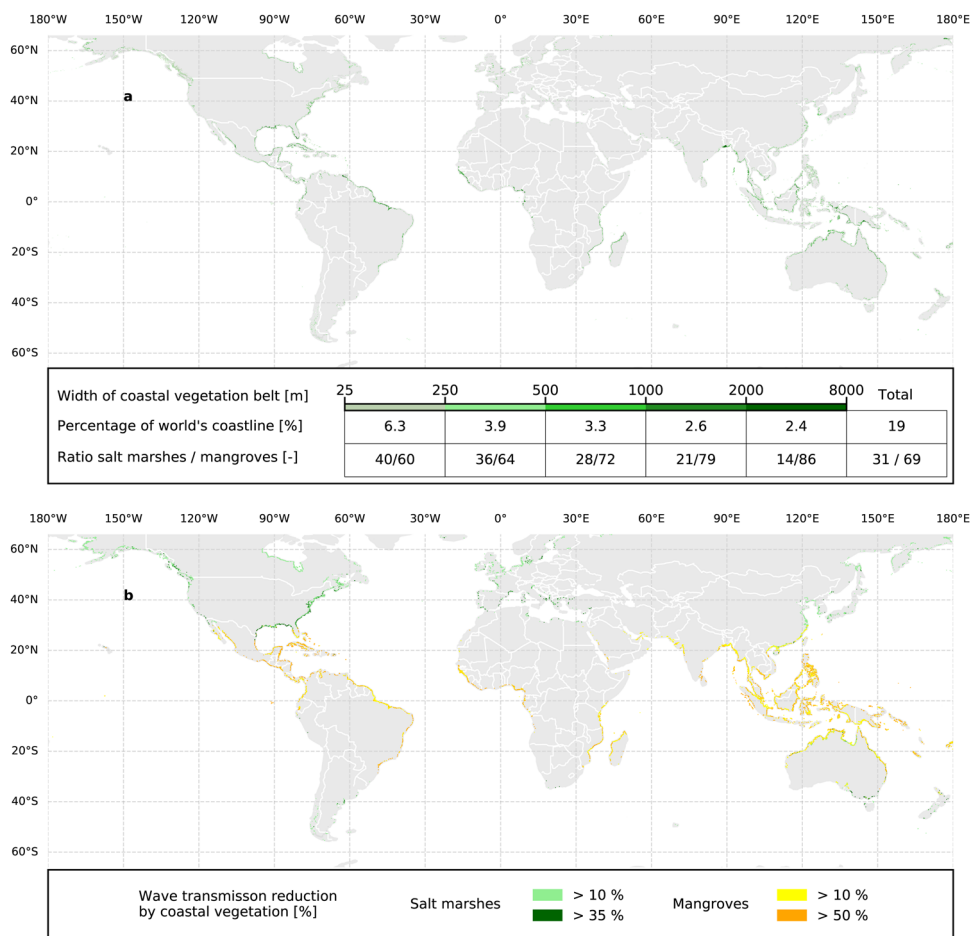 180°W 150°W 120°W 90°W 60°W 30°W 0° 30°E 60°E 90°E 120°E 150°E 180°E
60°N
a
40°N
20°N
0°
20°S
40°S
60°S
Width of coastal vegetation belt [m] 25 250 500 1000 2000 8000 Total
Percentage of world's coastline [%] 6.3 3.9 3.3 2.6 2.4 19
Ratio salt marshes / mangroves [-] 40/60 36/64 28/72 21/79 14/86 31 / 69
180°W 150°W 120°W 90°W 60°W 30°W 0° 30°E 60°E 90°E 120°E 150°E 180°E
60°N
b
40°N
20°N
0°
20°S
40°S
60°S
Wave transmisson reduction
by coastal vegetation [%]
Salt marshes
> 10 %
> 35 %
Mangroves
> 10 %
> 50 %